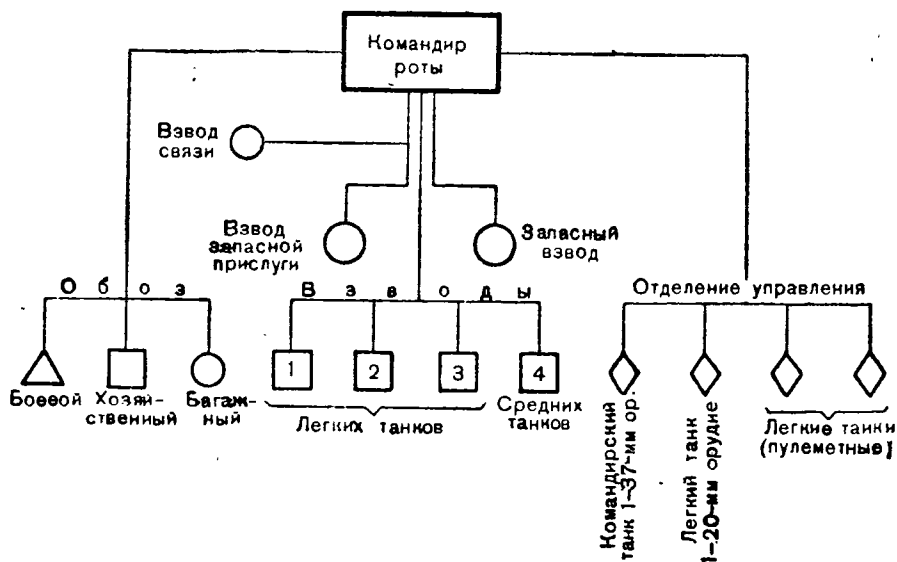 Командир
роты
Взвод
связи
Взвод
запасной
прислуги
Запасный
взвод
Обоз
Взводы
Отделение управления
1
2
3
4
Боевой
Хозяй-
ственный
Багаж-
ный
Легких танков
Средних
танков
Командирский
танк 1-37-мм ор.
Легкий танк
1-20-мм орудие
Легкие танки
(пулеметные)